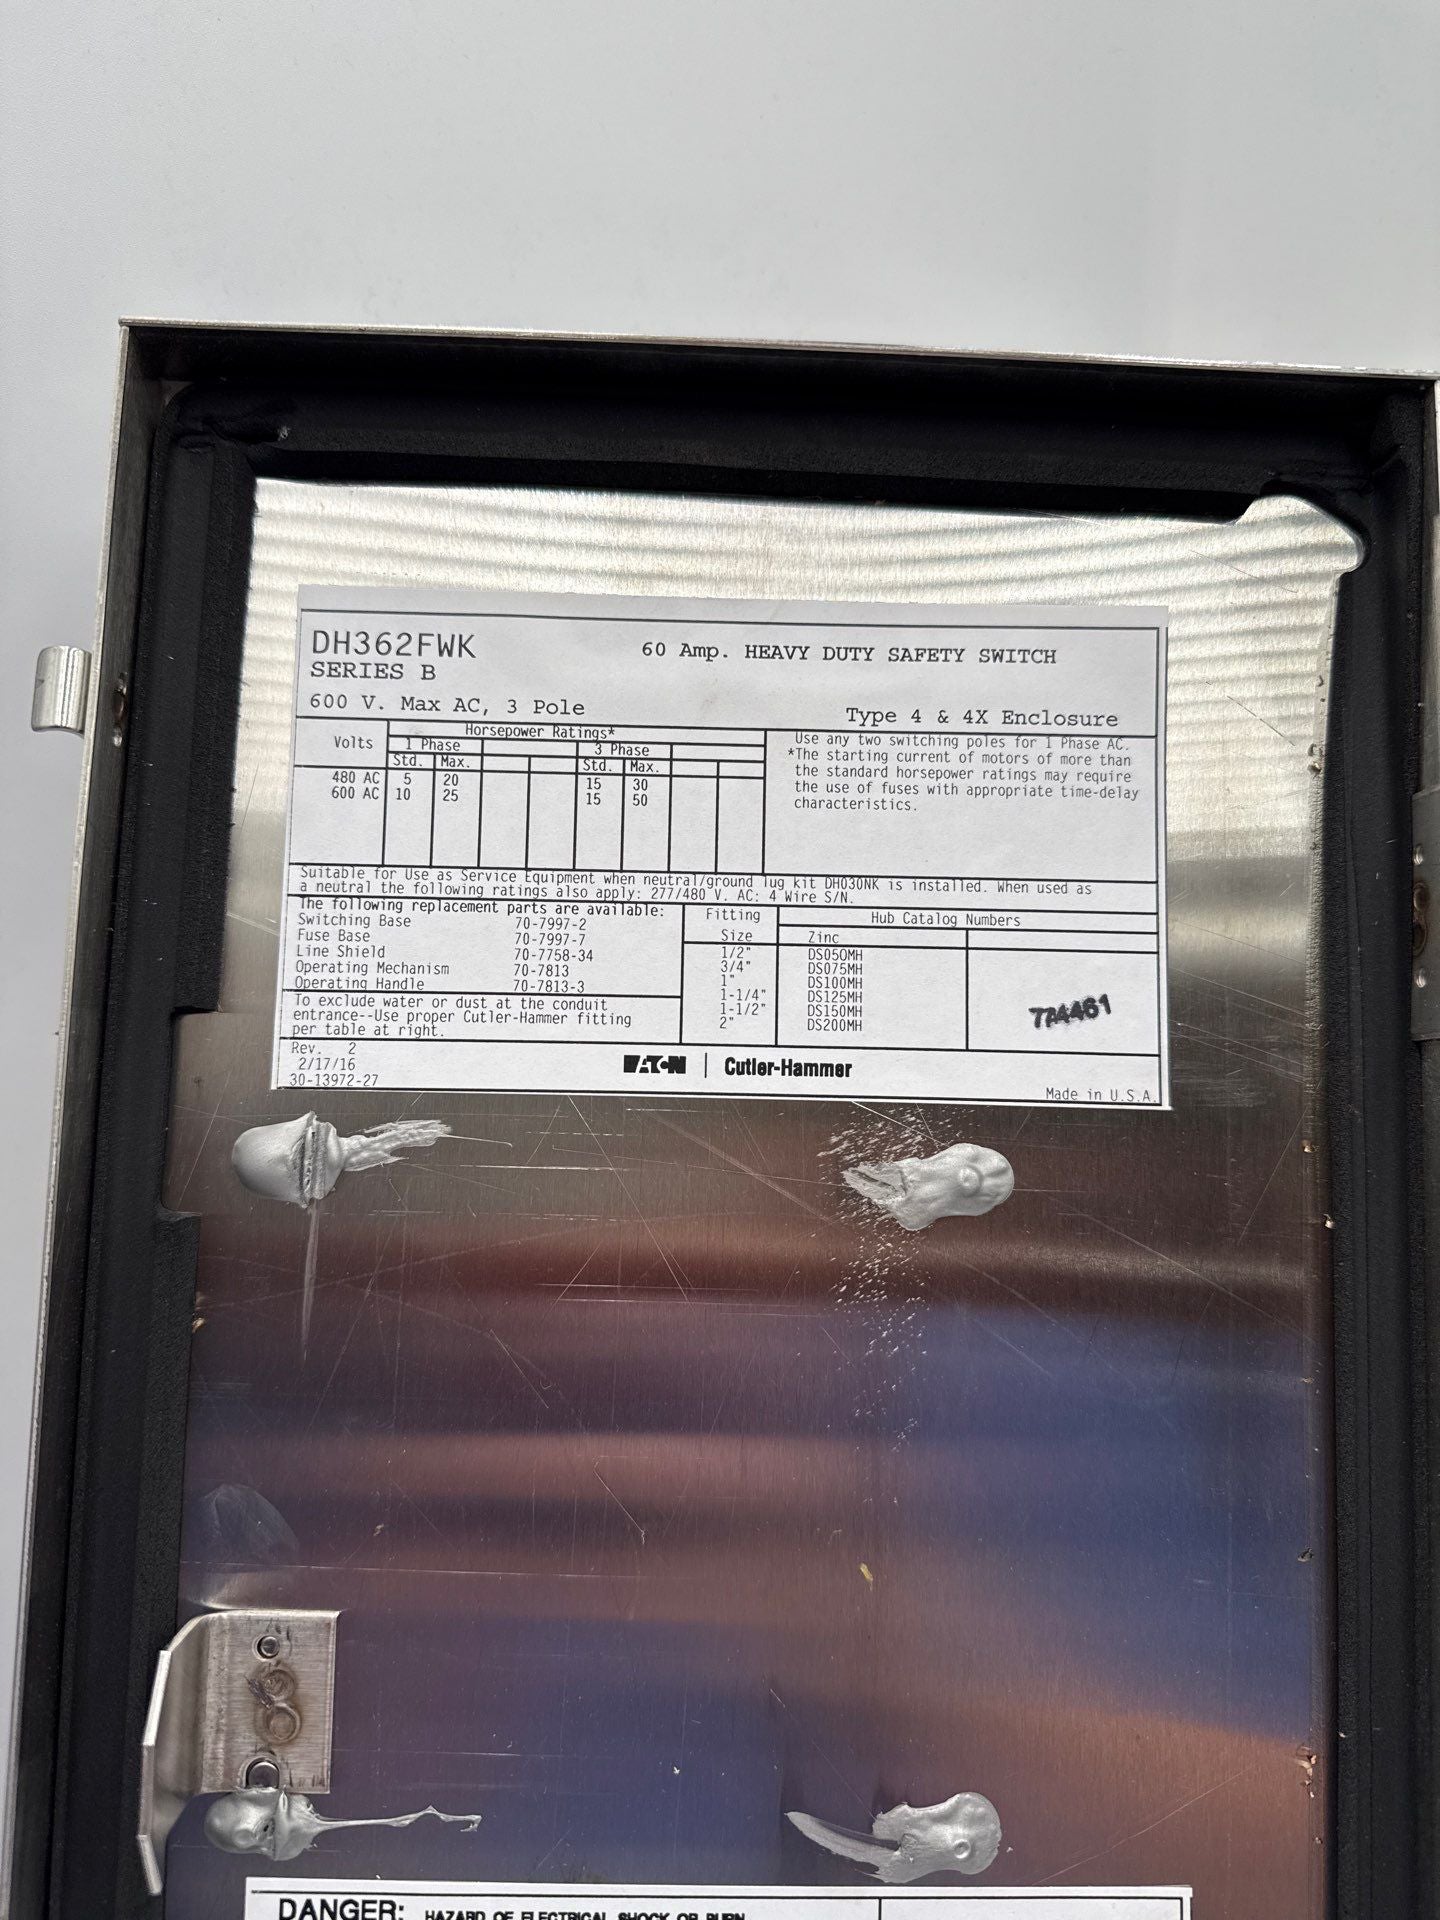 DH362FWK
60 Amp. HEAVY DUTY SAFETY SWITCH
SERIES B
600 V. Max AC, 3 Pole
Type 4 & 4X Enclosure
Volts
Horsepower Ratings*
1 Phase
3 Phase
Std. Max.
Std. Max.
480 AC 5 20 15 30
600 AC 10 25 15 50
Use any two switching poles for 1 Phase AC.
*The starting current of motors of more than
the standard horsepower ratings may require
the use of fuses with appropriate time-delay
characteristics.
Suitable for Use as Service Equipment when neutral/ground lug kit DH030NK is installed. When used as
a neutral the following ratings also apply: 277/480 V. AC: 4 Wire S/N.
The following replacement parts are available:
Switching Base 70-7997-2
Fuse Base 70-7997-7
Line Shield 70-7758-34
Operating Mechanism 70-7813
Operating Handle 70-7813-3
To exclude water or dust at the conduit
entrance--Use proper Cutler-Hammer fitting
per table at right.
Fitting
Size
Hub Catalog Numbers
Zinc
1/2" DS050MH
3/4" DS075MH
1" DS100MH
1-1/4" DS125MH
1-1/2" DS150MH
2" DS200MH
Rev. 2
2/17/16
30-13972-27
EATON | Cutler-Hammer
Made in U.S.A.
DANGER: HAZARD OF ELECTRICAL SHOCK OR BURN